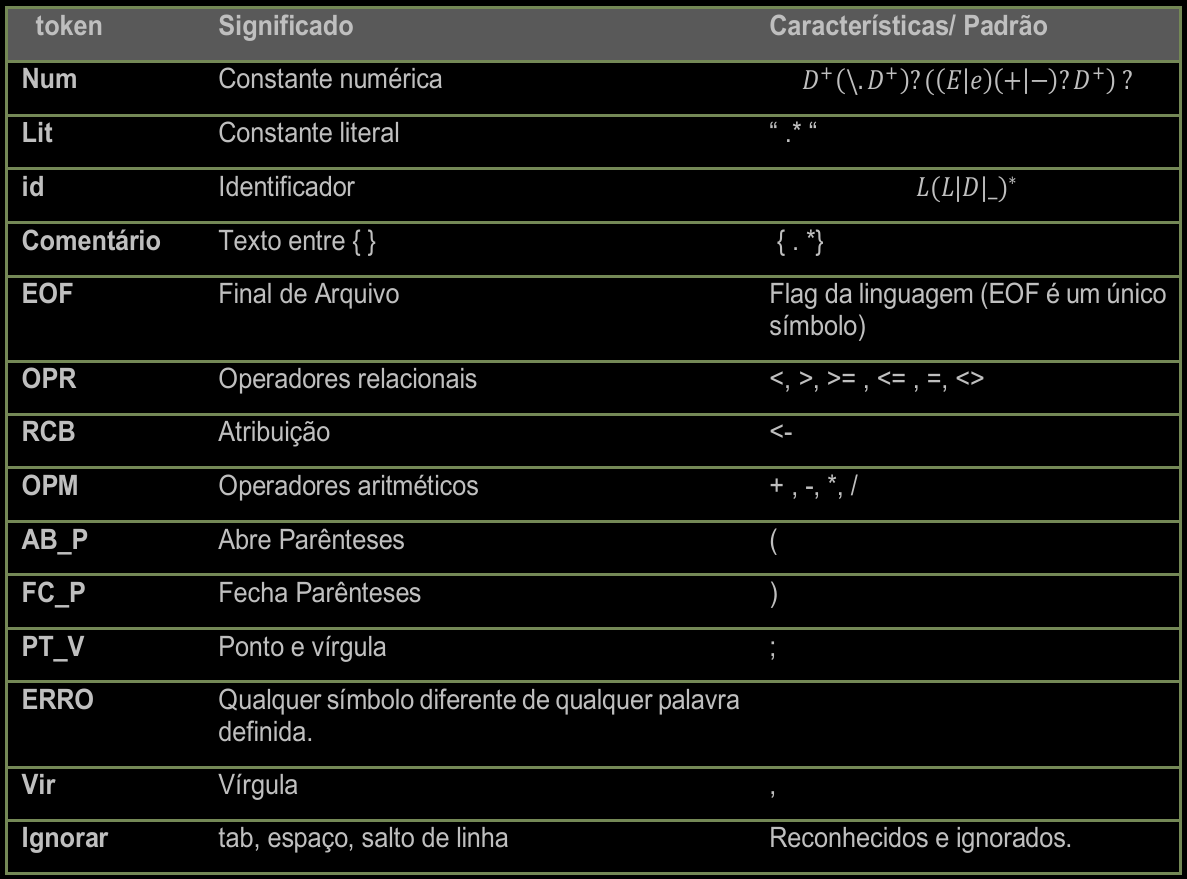 token Significado Características/ Padrão
Num Constante numérica D⁺(\.D⁺)?((E|e)(+|−)?D⁺)?
Lit Constante literal “ .* “
id Identificador L(L|D|_)*
Comentário Texto entre { } { . *}
EOF Final de Arquivo Flag da linguagem (EOF é um único
símbolo)
OPR Operadores relacionais <, >, >= , <= , =, <>
RCB Atribuição <-
OPM Operadores aritméticos + , -, *, /
AB_P Abre Parênteses (
FC_P Fecha Parênteses )
PT_V Ponto e vírgula ;
ERRO Qualquer símbolo diferente de qualquer palavra
definida.
Vir Vírgula ,
Ignorar tab, espaço, salto de linha Reconhecidos e ignorados.